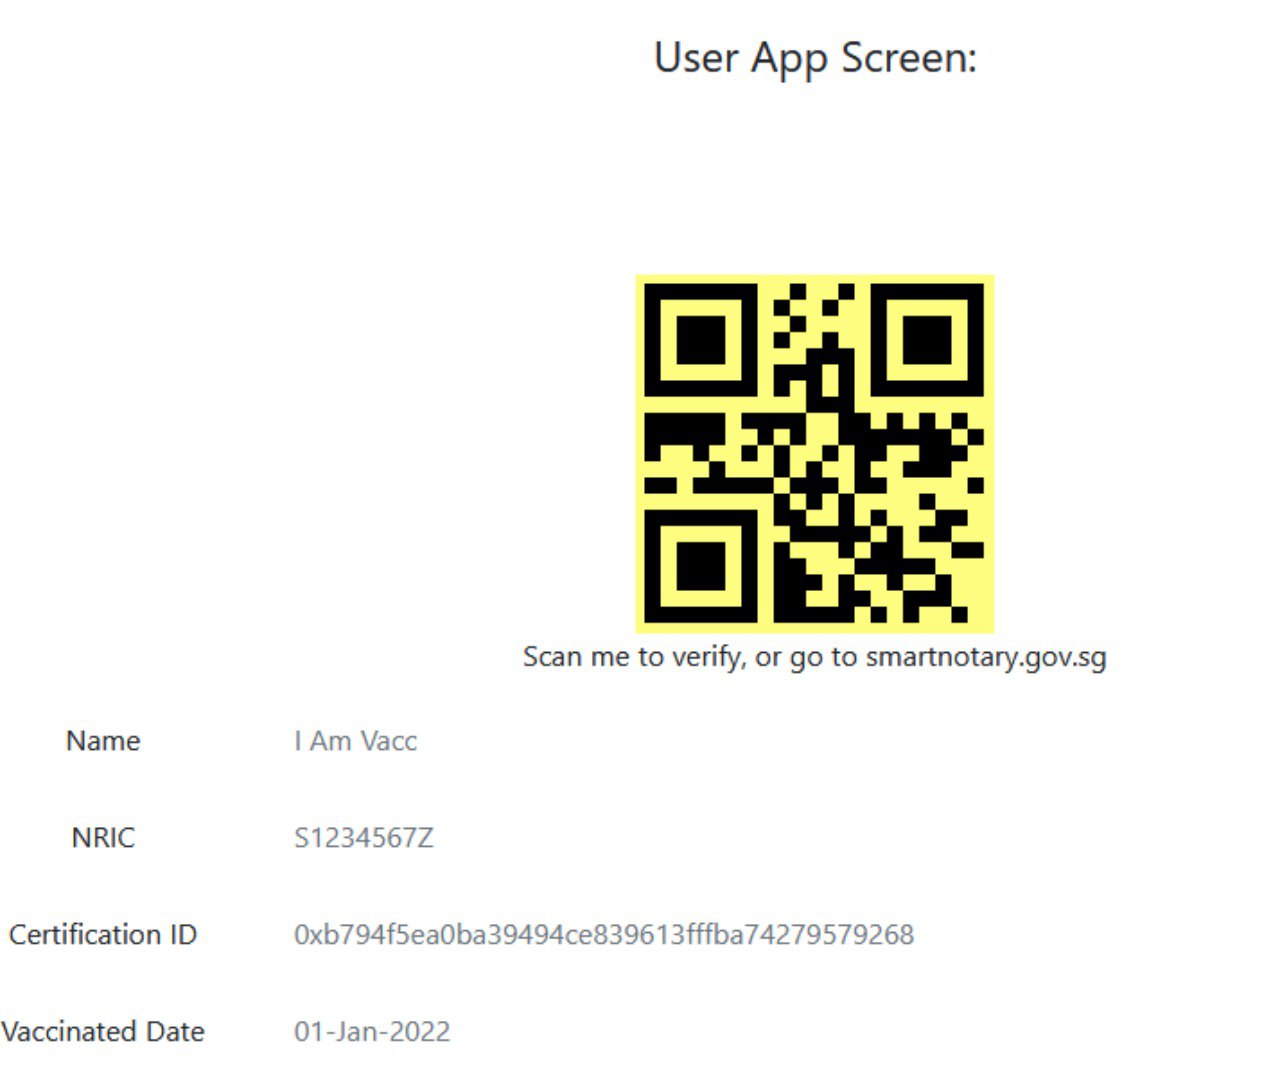 User App Screen:
Scan me to verify, or go to smartnotary.gov.sg
Name I Am Vacc
NRIC S1234567Z
Certification ID 0xb794f5ea0ba39494ce839613fffba74279579268
Vaccinated Date 01-Jan-2022